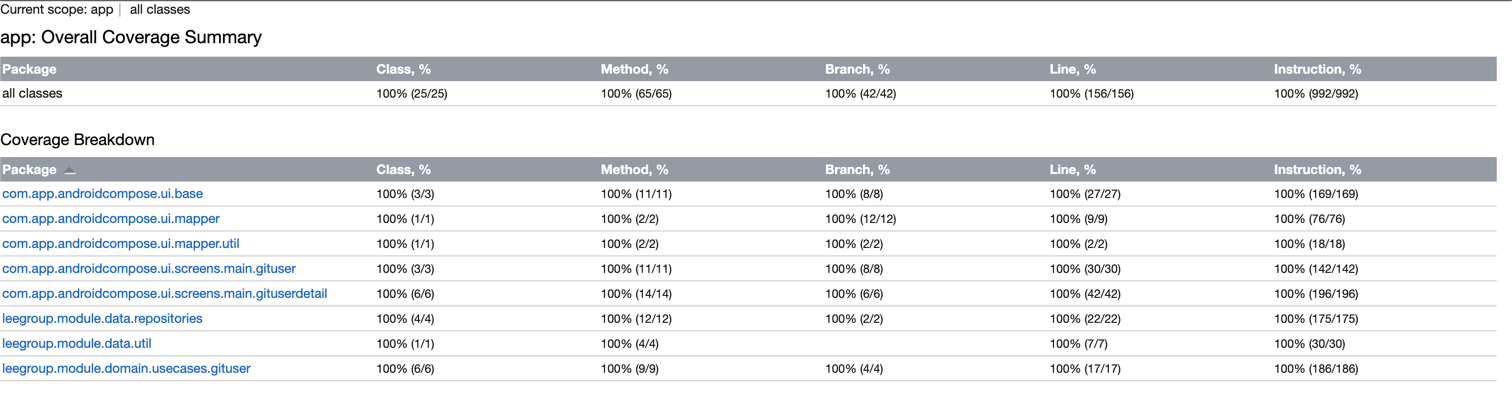 Current scope: app | all classes
app: Overall Coverage Summary
Package Class, % Method, % Branch, % Line, % Instruction, %
all classes 100% (25/25) 100% (65/65) 100% (42/42) 100% (156/156) 100% (992/992)
Coverage Breakdown
Package Class, % Method, % Branch, % Line, % Instruction, %
com.app.androidcompose.ui.base 100% (3/3) 100% (11/11) 100% (8/8) 100% (27/27) 100% (169/169)
com.app.androidcompose.ui.mapper 100% (1/1) 100% (2/2) 100% (12/12) 100% (9/9) 100% (76/76)
com.app.androidcompose.ui.mapper.util 100% (1/1) 100% (2/2) 100% (2/2) 100% (2/2) 100% (18/18)
com.app.androidcompose.ui.screens.main.gituser 100% (3/3) 100% (11/11) 100% (8/8) 100% (30/30) 100% (142/142)
com.app.androidcompose.ui.screens.main.gituserdetail 100% (6/6) 100% (14/14) 100% (6/6) 100% (42/42) 100% (196/196)
leegroup.module.data.repositories 100% (4/4) 100% (12/12) 100% (2/2) 100% (22/22) 100% (175/175)
leegroup.module.data.util 100% (1/1) 100% (4/4) 100% (7/7) 100% (30/30)
leegroup.module.domain.usecases.gituser 100% (6/6) 100% (9/9) 100% (4/4) 100% (17/17) 100% (186/186)